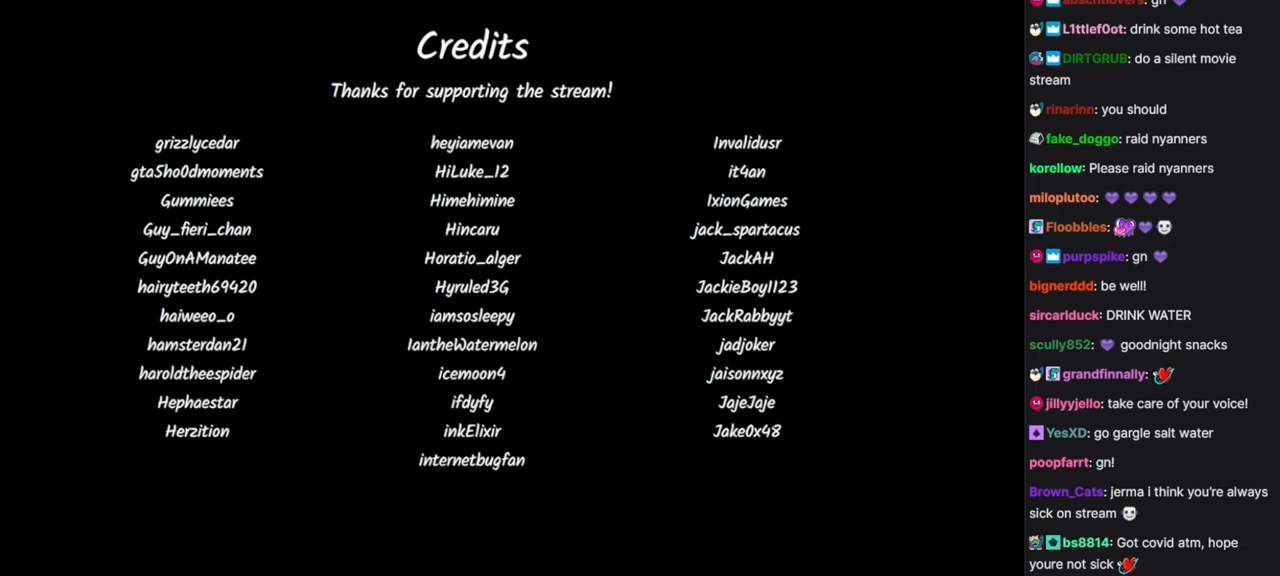 Credits
Thanks for supporting the stream!
grizzlycedar
gta5ho0dmoments
Gummiees
Guy_fieri_chan
GuyOnAManatee
hairyteeth69420
haiweeo_o
hamsterdan21
haroldtheespider
Hephaestar
Herzition
heyiamevan
HiLuke_12
Himehimine
Hincaru
Horatio_alger
Hyruled3G
iamsosleepy
IantheWatermelon
icemoon4
ifdyfy
inkElixir
internetbugfan
Invalidusr
it4an
IxionGames
jack_spartacus
JackAH
JackieBoy1123
JackRabbyyt
jadjoker
jaisonnxyz
JajeJaje
Jake0x48
abscritlovers: gn
L1ttlef0ot: drink some hot tea
DIRTGRUB: do a silent movie
stream
rinarinn: you should
fake_doggo: raid nyanners
korellow: Please raid nyanners
miloplutoo:
Floobbles:
purpspike: gn
bignerddd: be well!
sircarlduck: DRINK WATER
scully852: goodnight snacks
grandfinnally:
jillyyjello: take care of your voice!
YesXD: go gargle salt water
poopfarrt: gn!
Brown_Cats: jerma i think you're always
sick on stream
bs8814: Got covid atm, hope
youre not sick